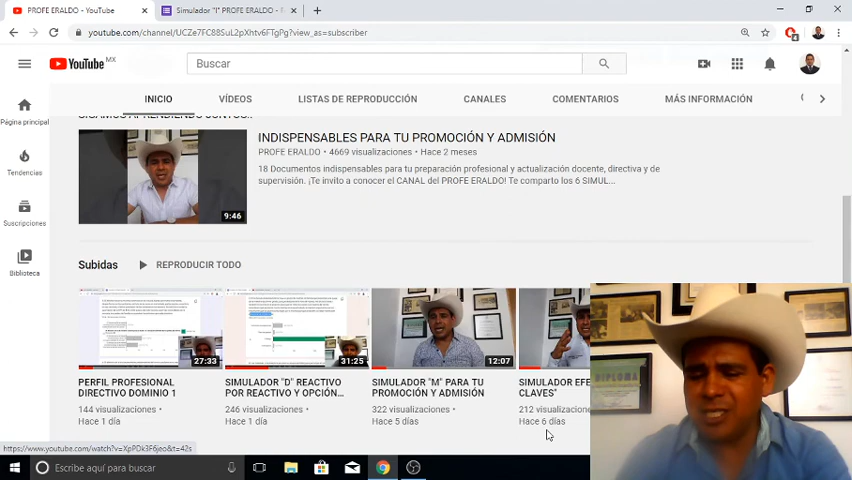 PROFE ERALDO - YouTube
Simulador "I" PROFE ERALDO -
youtube.com/channel/UCZe7FC88SuL2pXhtv6FTgPg?view_as=subscriber
YouTube MX
Buscar
INICIO VÍDEOS LISTAS DE REPRODUCCIÓN CANALES COMENTARIOS MÁS INFORMACIÓN
Página principal
Tendencias
Suscripciones
Biblioteca
SIGAMOS APRENDIENDO JUNTOS..
INDISPENSABLES PARA TU PROMOCIÓN Y ADMISIÓN
PROFE ERALDO • 4669 visualizaciones • Hace 2 meses
18 Documentos indispensables para tu preparación profesional y actualización docente, directiva y de
supervisión. ¡Te invito a conocer el CANAL del PROFE ERALDO! Te comparto los 6 SIMUL...
9:46
Subidas REPRODUCIR TODO
27:33
31:25
12:07
PERFIL PROFESIONAL
DIRECTIVO DOMINIO 1
144 visualizaciones •
Hace 1 día
SIMULADOR "D" REACTIVO
POR REACTIVO Y OPCIÓN...
246 visualizaciones •
Hace 1 día
SIMULADOR "M" PARA TU
PROMOCIÓN Y ADMISIÓN
322 visualizaciones •
Hace 5 días
SIMULADOR EFE
CLAVES"
212 visualizaciones
Hace 6 días
https://www.youtube.com/watch?v=XpPDk3F6jeo&t=42s
Escribe aquí para buscar
DIPLOMA